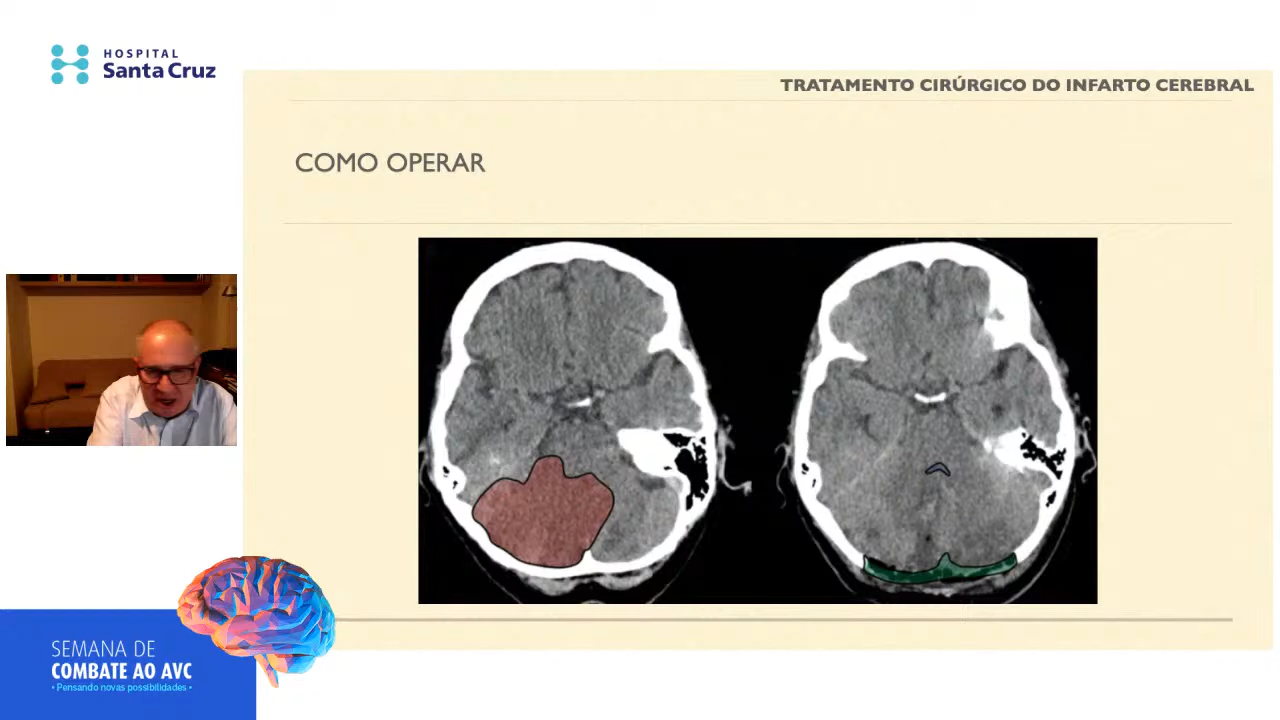 HOSPITAL
Santa Cruz
TRATAMENTO CIRÚRGICO DO INFARTO CEREBRAL
COMO OPERAR
SEMANA DE
COMBATE AO AVC
• Pensando novas possibilidades •